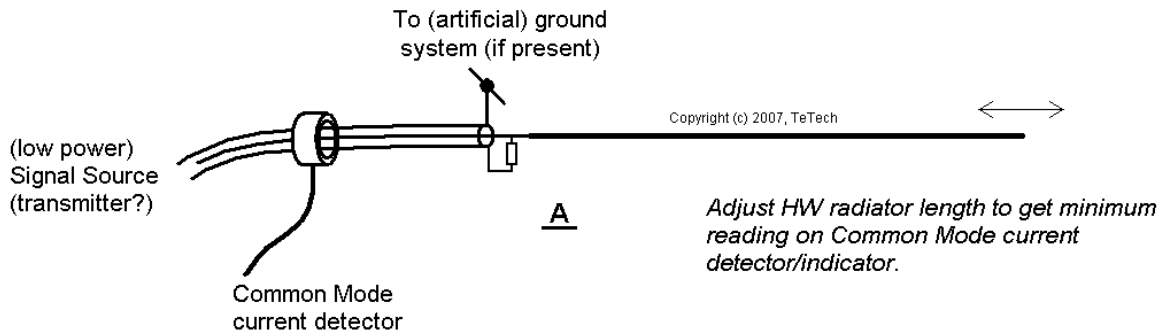 To (artificial) ground
system (if present)
Copyright (c) 2007, TeTech
(low power)
Signal Source
(transmitter?)
A
Adjust HW radiator length to get minimum
reading on Common Mode current
detector/indicator.
Common Mode
current detector